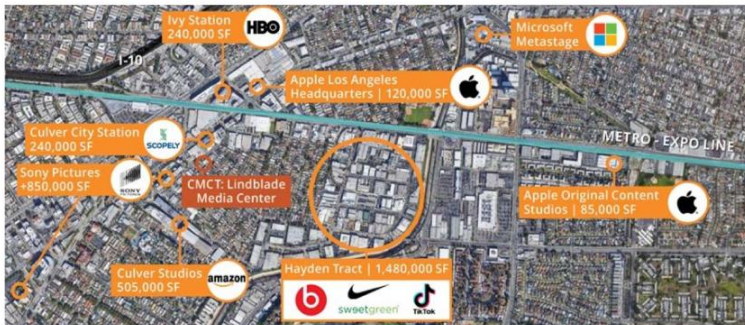 Ivy Station
240,000 SF
HBO
Microsoft
Metastage
I-10
Apple Los Angeles
Headquarters | 120,000 SF
Culver City Station
240,000 SF
SCOPELY
METRO - EXPO LINE
Sony Pictures
+850,000 SF
SONY
CMCT: Lindblade
Media Center
Apple Original Content
Studios | 85,000 SF
Culver Studios
505,000 SF
amazon
Hayden Tract | 1,480,000 SF
sweetgreen
TikTok